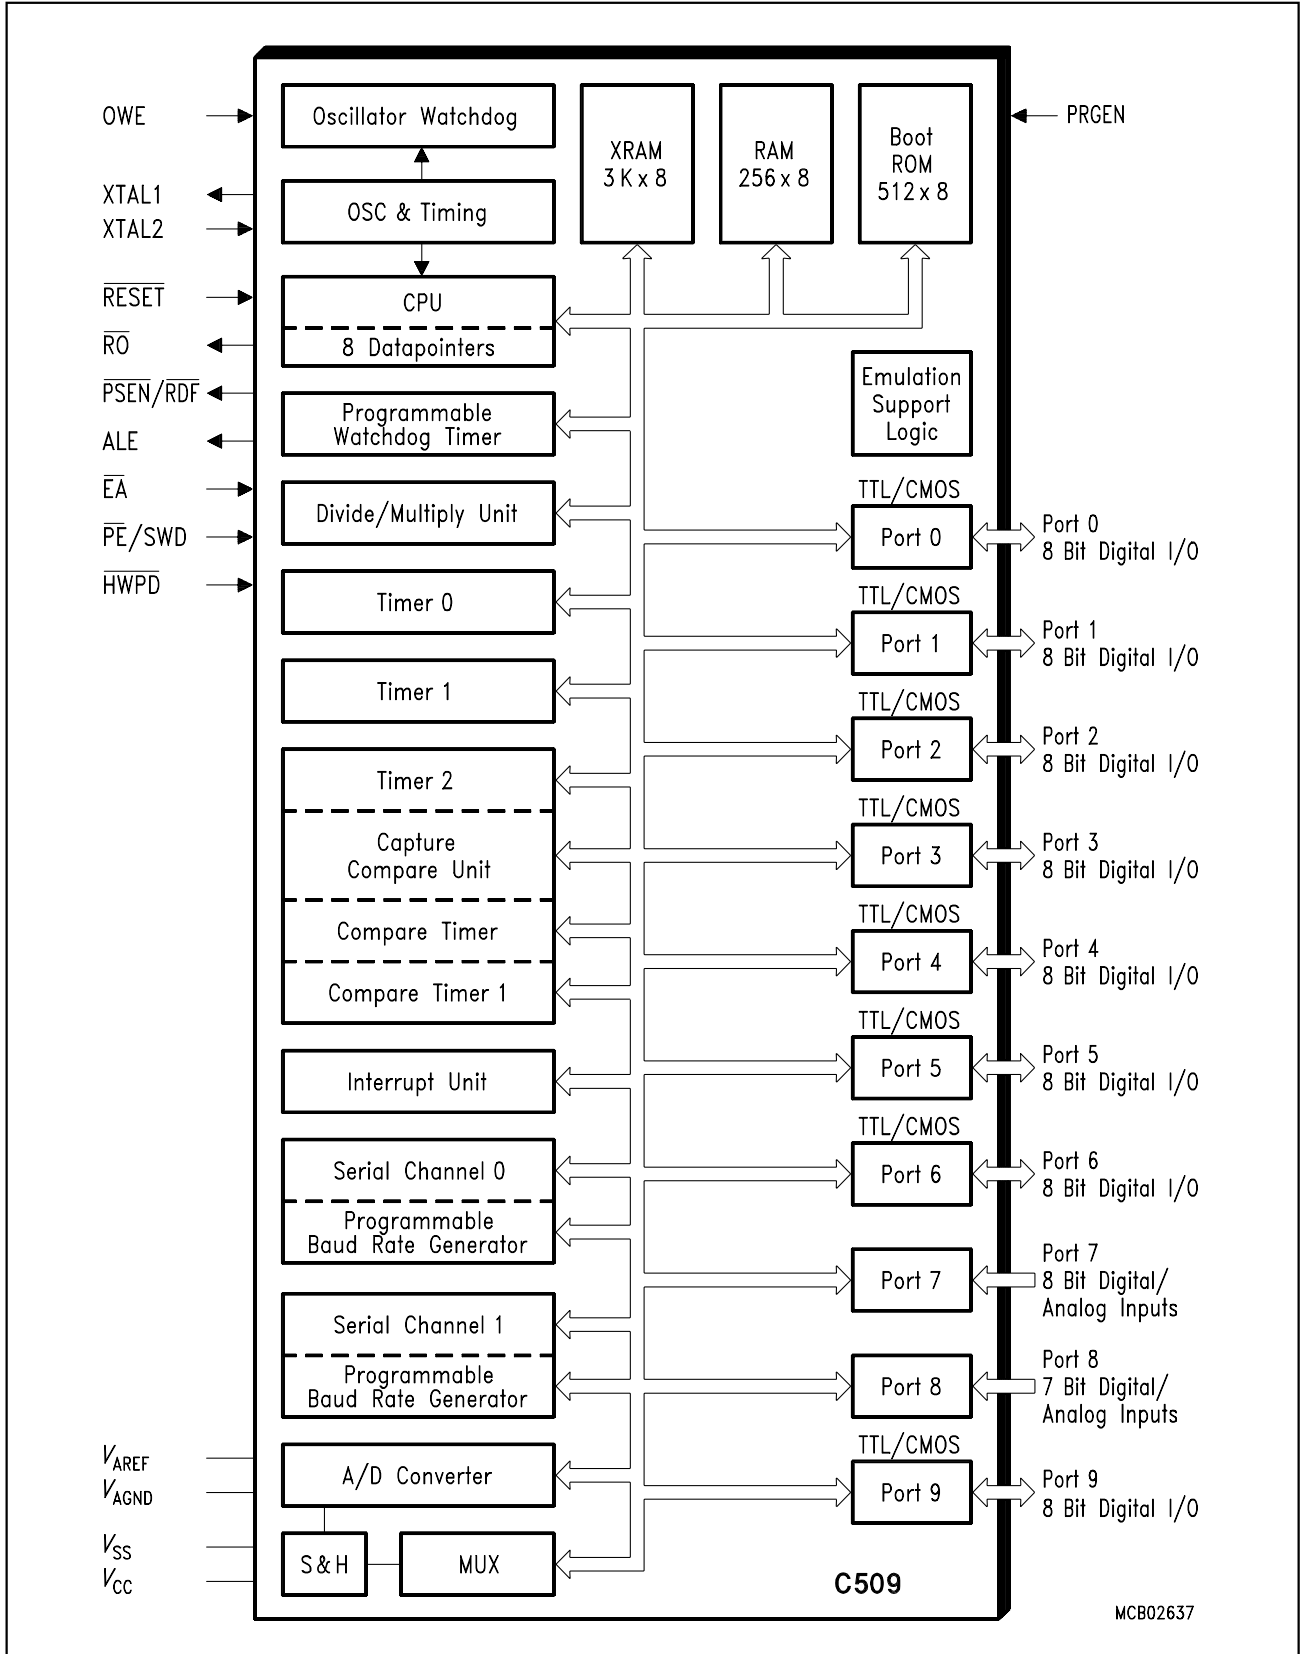 OWE
XTAL1
XTAL2
RESET
RO
PSEN/RDF
ALE
EA
PE/SWD
HWPD
VAREF
VAGND
VSS
VCC
Oscillator Watchdog
OSC & Timing
CPU
8 Datapointers
Programmable
Watchdog Timer
Divide/Multiply Unit
Timer 0
Timer 1
Timer 2
Capture
Compare Unit
Compare Timer
Compare Timer 1
Interrupt Unit
Serial Channel 0
Programmable
Baud Rate Generator
Serial Channel 1
Programmable
Baud Rate Generator
A/D Converter
S&H
MUX
XRAM
3K x 8
RAM
256 x 8
Boot
ROM
512 x 8
PRGEN
Emulation
Support
Logic
TTL/CMOS
Port 0
Port 0
8 Bit Digital I/O
TTL/CMOS
Port 1
Port 1
8 Bit Digital I/O
TTL/CMOS
Port 2
Port 2
8 Bit Digital I/O
TTL/CMOS
Port 3
Port 3
8 Bit Digital I/O
TTL/CMOS
Port 4
Port 4
8 Bit Digital I/O
TTL/CMOS
Port 5
Port 5
8 Bit Digital I/O
TTL/CMOS
Port 6
Port 6
8 Bit Digital I/O
Port 7
Port 7
8 Bit Digital/
Analog Inputs
Port 8
Port 8
7 Bit Digital/
Analog Inputs
TTL/CMOS
Port 9
Port 9
8 Bit Digital I/O
C509
MCB02637